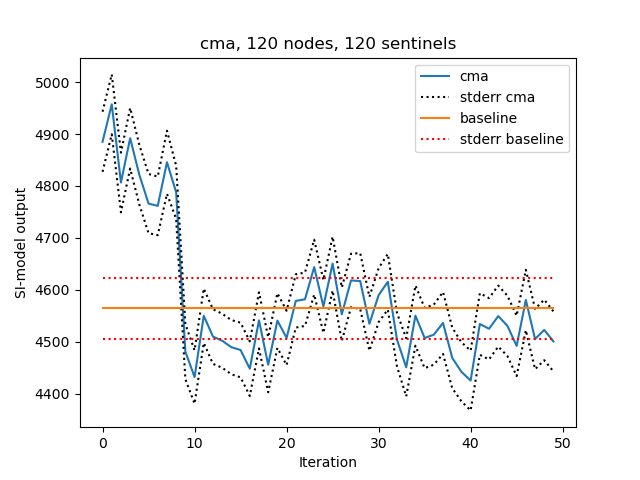 cma, 120 nodes, 120 sentinels
SI-model output
5000
4900
4800
4700
4600
4500
4400
cma
stderr cma
baseline
stderr baseline
0 10 20 30 40 50
Iteration